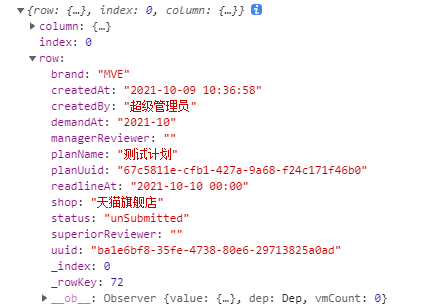 ▼{row: {…}, index: 0, column: {…}} i
▶column: {…}
index: 0
▼row:
brand: "MVE"
createdAt: "2021-10-09 10:36:58"
createdBy: "超级管理员"
demandAt: "2021-10"
managerReviewer: ""
planName: "测试计划"
planUuid: "67c5811e-cfb1-427a-9a68-f24c171f46b0"
readlineAt: "2021-10-10 00:00"
shop: "天猫旗舰店"
status: "unSubmitted"
superiorReviewer: ""
uuid: "ba1e6bf8-35fe-4738-80e6-29713825a0ad"
_index: 0
_rowKey: 72
▶__ob__: Observer {value: {…}, dep: Dep, vmCount: 0}